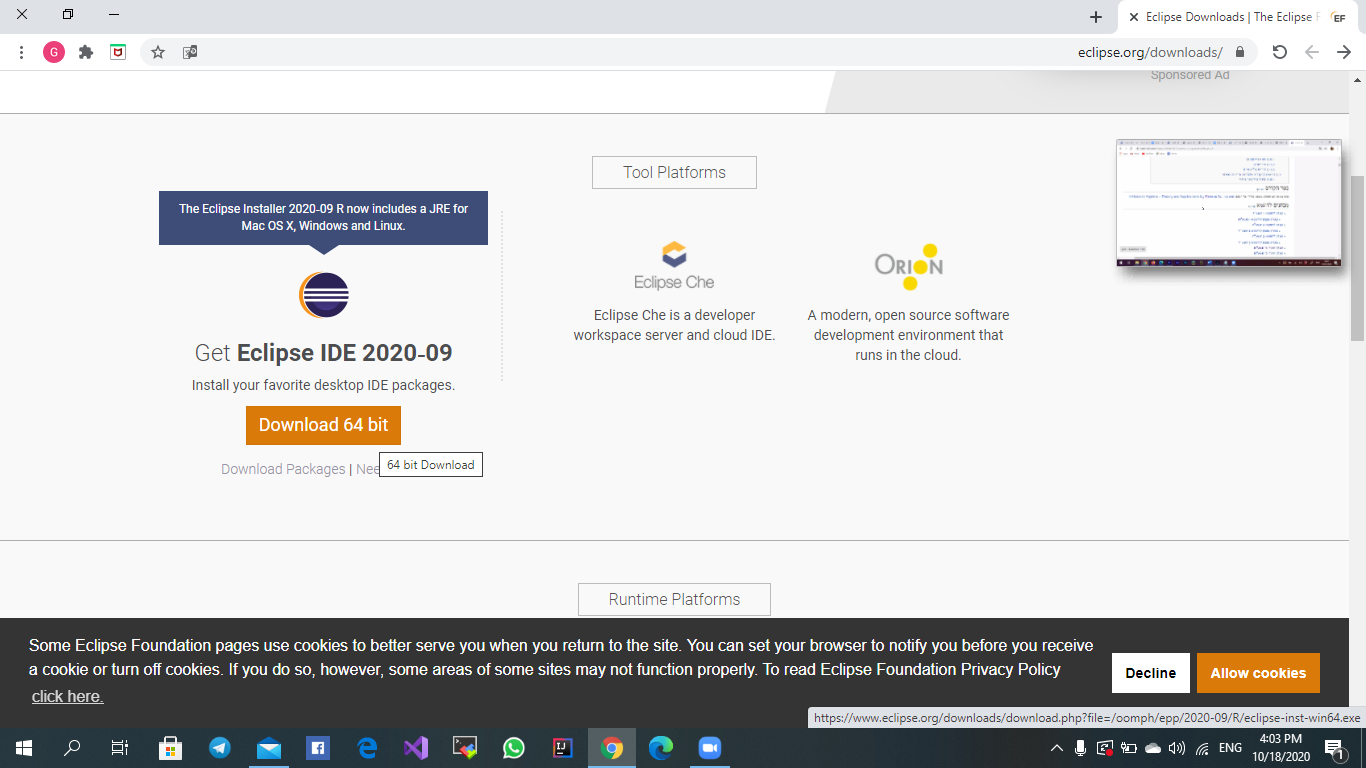 Eclipse Downloads | The Eclipse F
G
eclipse.org/downloads/
Sponsored Ad
Tool Platforms
The Eclipse Installer 2020-09 R now includes a JRE for
Mac OS X, Windows and Linux.
Get Eclipse IDE 2020-09
Install your favorite desktop IDE packages.
Download 64 bit
Download Packages | Nee
64 bit Download
Eclipse Che
Eclipse Che is a developer
workspace server and cloud IDE.
ORION
A modern, open source software
development environment that
runs in the cloud.
Runtime Platforms
Some Eclipse Foundation pages use cookies to better serve you when you return to the site. You can set your browser to notify you before you receive
a cookie or turn off cookies. If you do so, however, some areas of some sites may not function properly. To read Eclipse Foundation Privacy Policy
click here.
Decline
Allow cookies
https://www.eclipse.org/downloads/download.php?file=/oomph/epp/2020-09/R/eclipse-inst-win64.exe
ENG
4:03 PM
10/18/2020
1